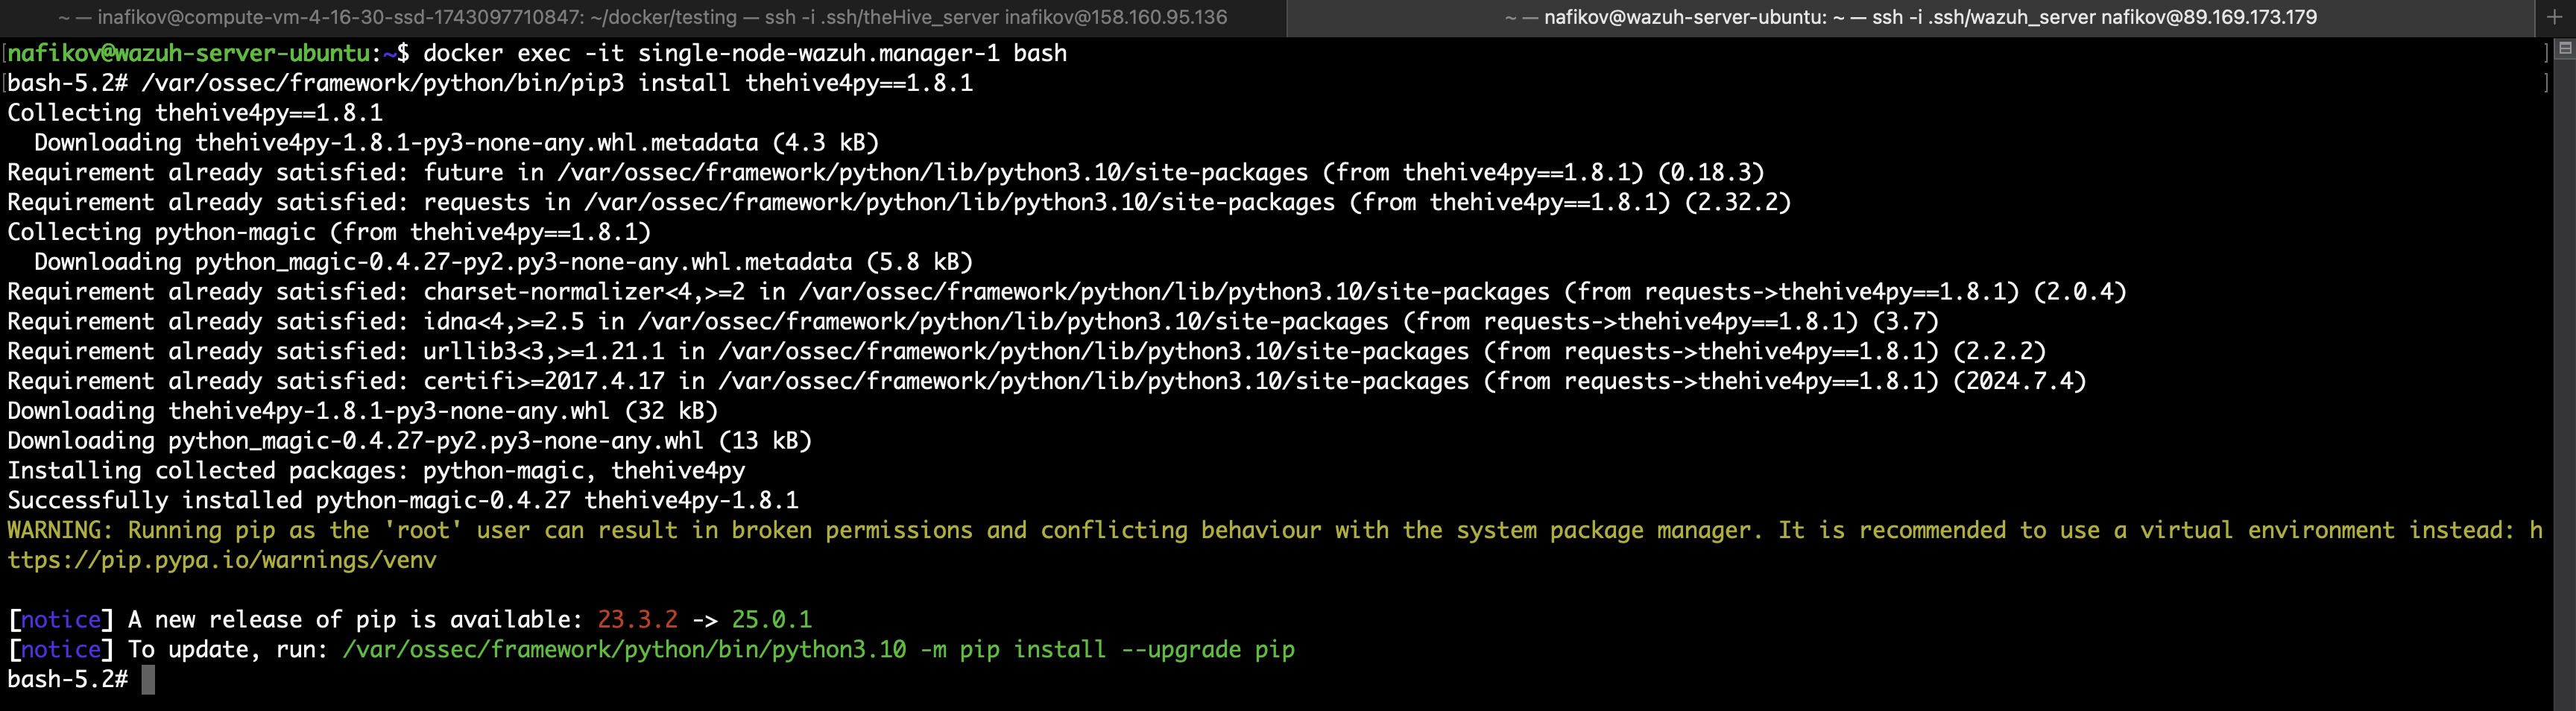 ~ — inafikov@compute-vm-4-16-30-ssd-1743097710847: ~/docker/testing — ssh -i .ssh/theHive_server inafikov@158.160.95.136
~ — nafikov@wazuh-server-ubuntu: ~ — ssh -i .ssh/wazuh_server nafikov@89.169.173.179
[nafikov@wazuh-server-ubuntu:~$ docker exec -it single-node-wazuh.manager-1 bash ]
[bash-5.2# /var/ossec/framework/python/bin/pip3 install thehive4py==1.8.1 ]
Collecting thehive4py==1.8.1
  Downloading thehive4py-1.8.1-py3-none-any.whl.metadata (4.3 kB)
Requirement already satisfied: future in /var/ossec/framework/python/lib/python3.10/site-packages (from thehive4py==1.8.1) (0.18.3)
Requirement already satisfied: requests in /var/ossec/framework/python/lib/python3.10/site-packages (from thehive4py==1.8.1) (2.32.2)
Collecting python-magic (from thehive4py==1.8.1)
  Downloading python_magic-0.4.27-py2.py3-none-any.whl.metadata (5.8 kB)
Requirement already satisfied: charset-normalizer<4,>=2 in /var/ossec/framework/python/lib/python3.10/site-packages (from requests->thehive4py==1.8.1) (2.0.4)
Requirement already satisfied: idna<4,>=2.5 in /var/ossec/framework/python/lib/python3.10/site-packages (from requests->thehive4py==1.8.1) (3.7)
Requirement already satisfied: urllib3<3,>=1.21.1 in /var/ossec/framework/python/lib/python3.10/site-packages (from requests->thehive4py==1.8.1) (2.2.2)
Requirement already satisfied: certifi>=2017.4.17 in /var/ossec/framework/python/lib/python3.10/site-packages (from requests->thehive4py==1.8.1) (2024.7.4)
Downloading thehive4py-1.8.1-py3-none-any.whl (32 kB)
Downloading python_magic-0.4.27-py2.py3-none-any.whl (13 kB)
Installing collected packages: python-magic, thehive4py
Successfully installed python-magic-0.4.27 thehive4py-1.8.1
WARNING: Running pip as the 'root' user can result in broken permissions and conflicting behaviour with the system package manager. It is recommended to use a virtual environment instead: h
ttps://pip.pypa.io/warnings/venv
[notice] A new release of pip is available: 23.3.2 -> 25.0.1
[notice] To update, run: /var/ossec/framework/python/bin/python3.10 -m pip install --upgrade pip
bash-5.2#